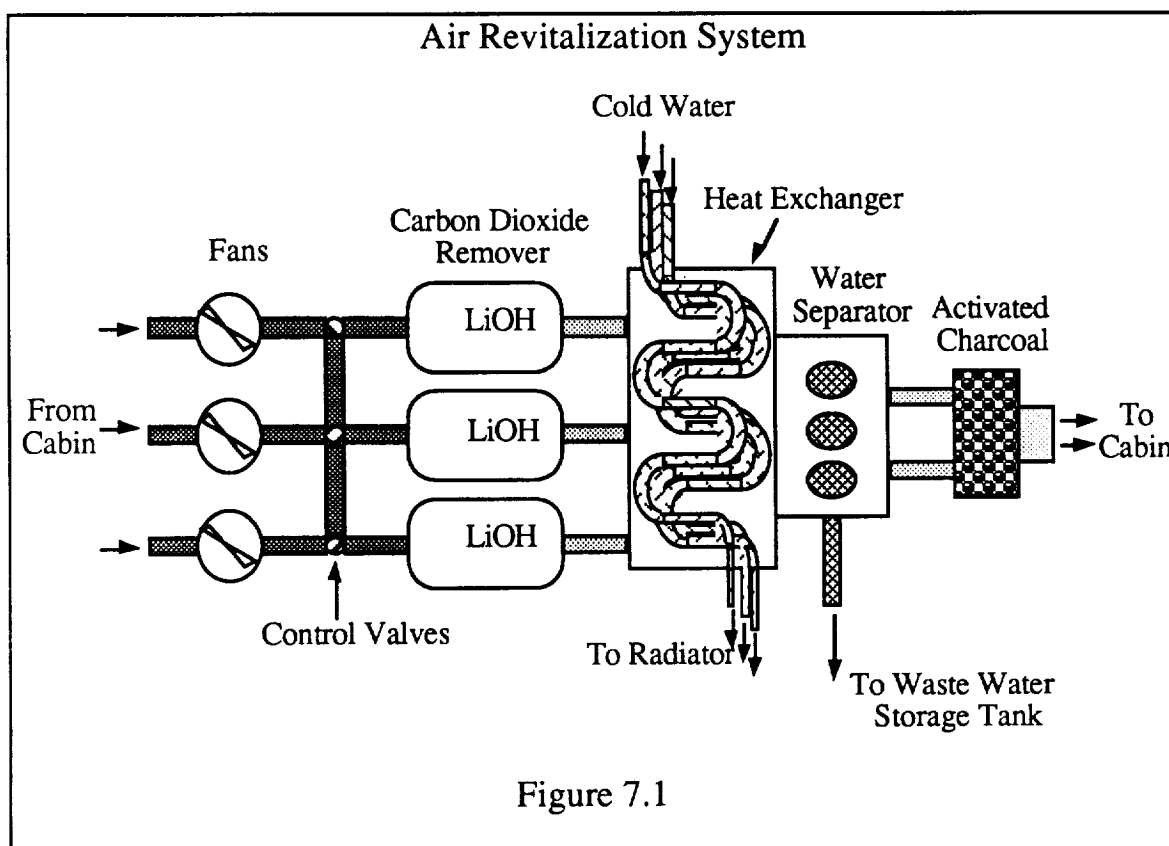 Air Revitalization System
Cold Water
Heat Exchanger
Carbon Dioxide
Remover
Fans
Water
Separator
Activated
Charcoal
LiOH
From
Cabin
LiOH
To
Cabin
LiOH
Control Valves
To Radiator
To Waste Water
Storage Tank
Figure 7.1